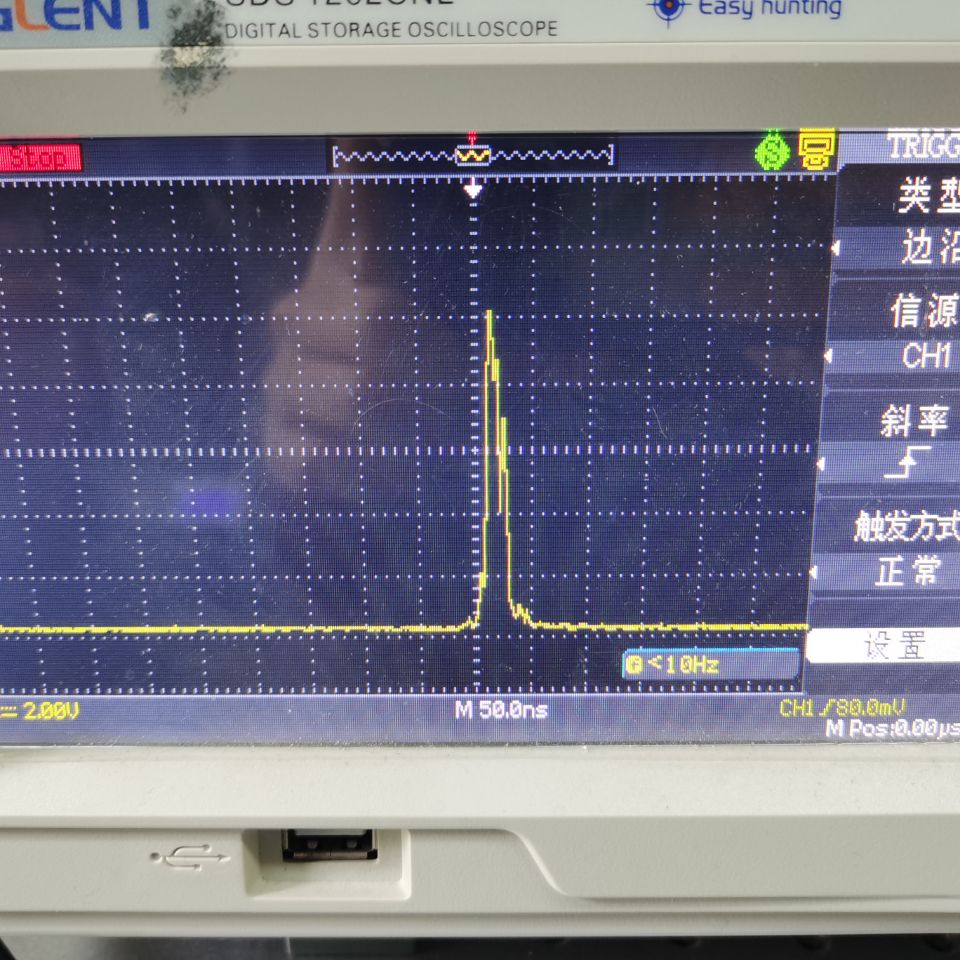 DIGITAL STORAGE OSCILLOSCOPE
Easy hunting
Stop
TRIGG
类型
边沿
信源
CH1
斜率
触发方式
正常
设置
<10Hz
2.00V
M 50.0ns
CH1 /80.0mV
M Pos:0.00µs